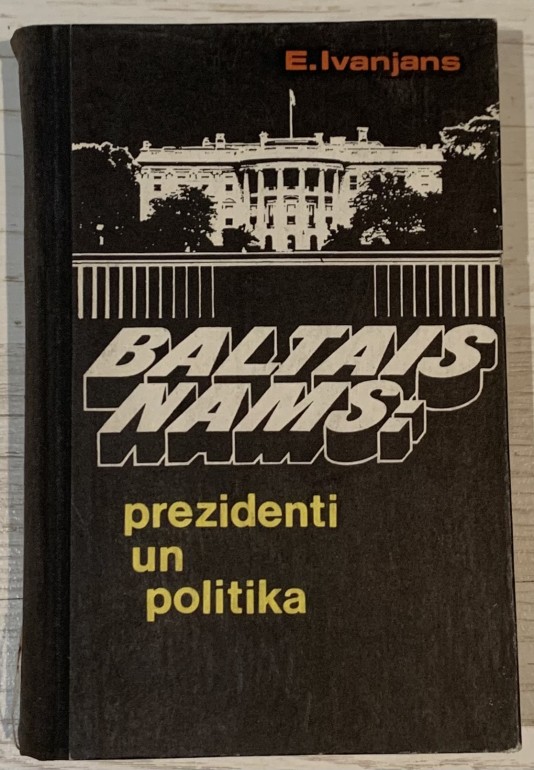 E.Ivanjans
BALTAIS
NAMS:
prezidenti
un
politika